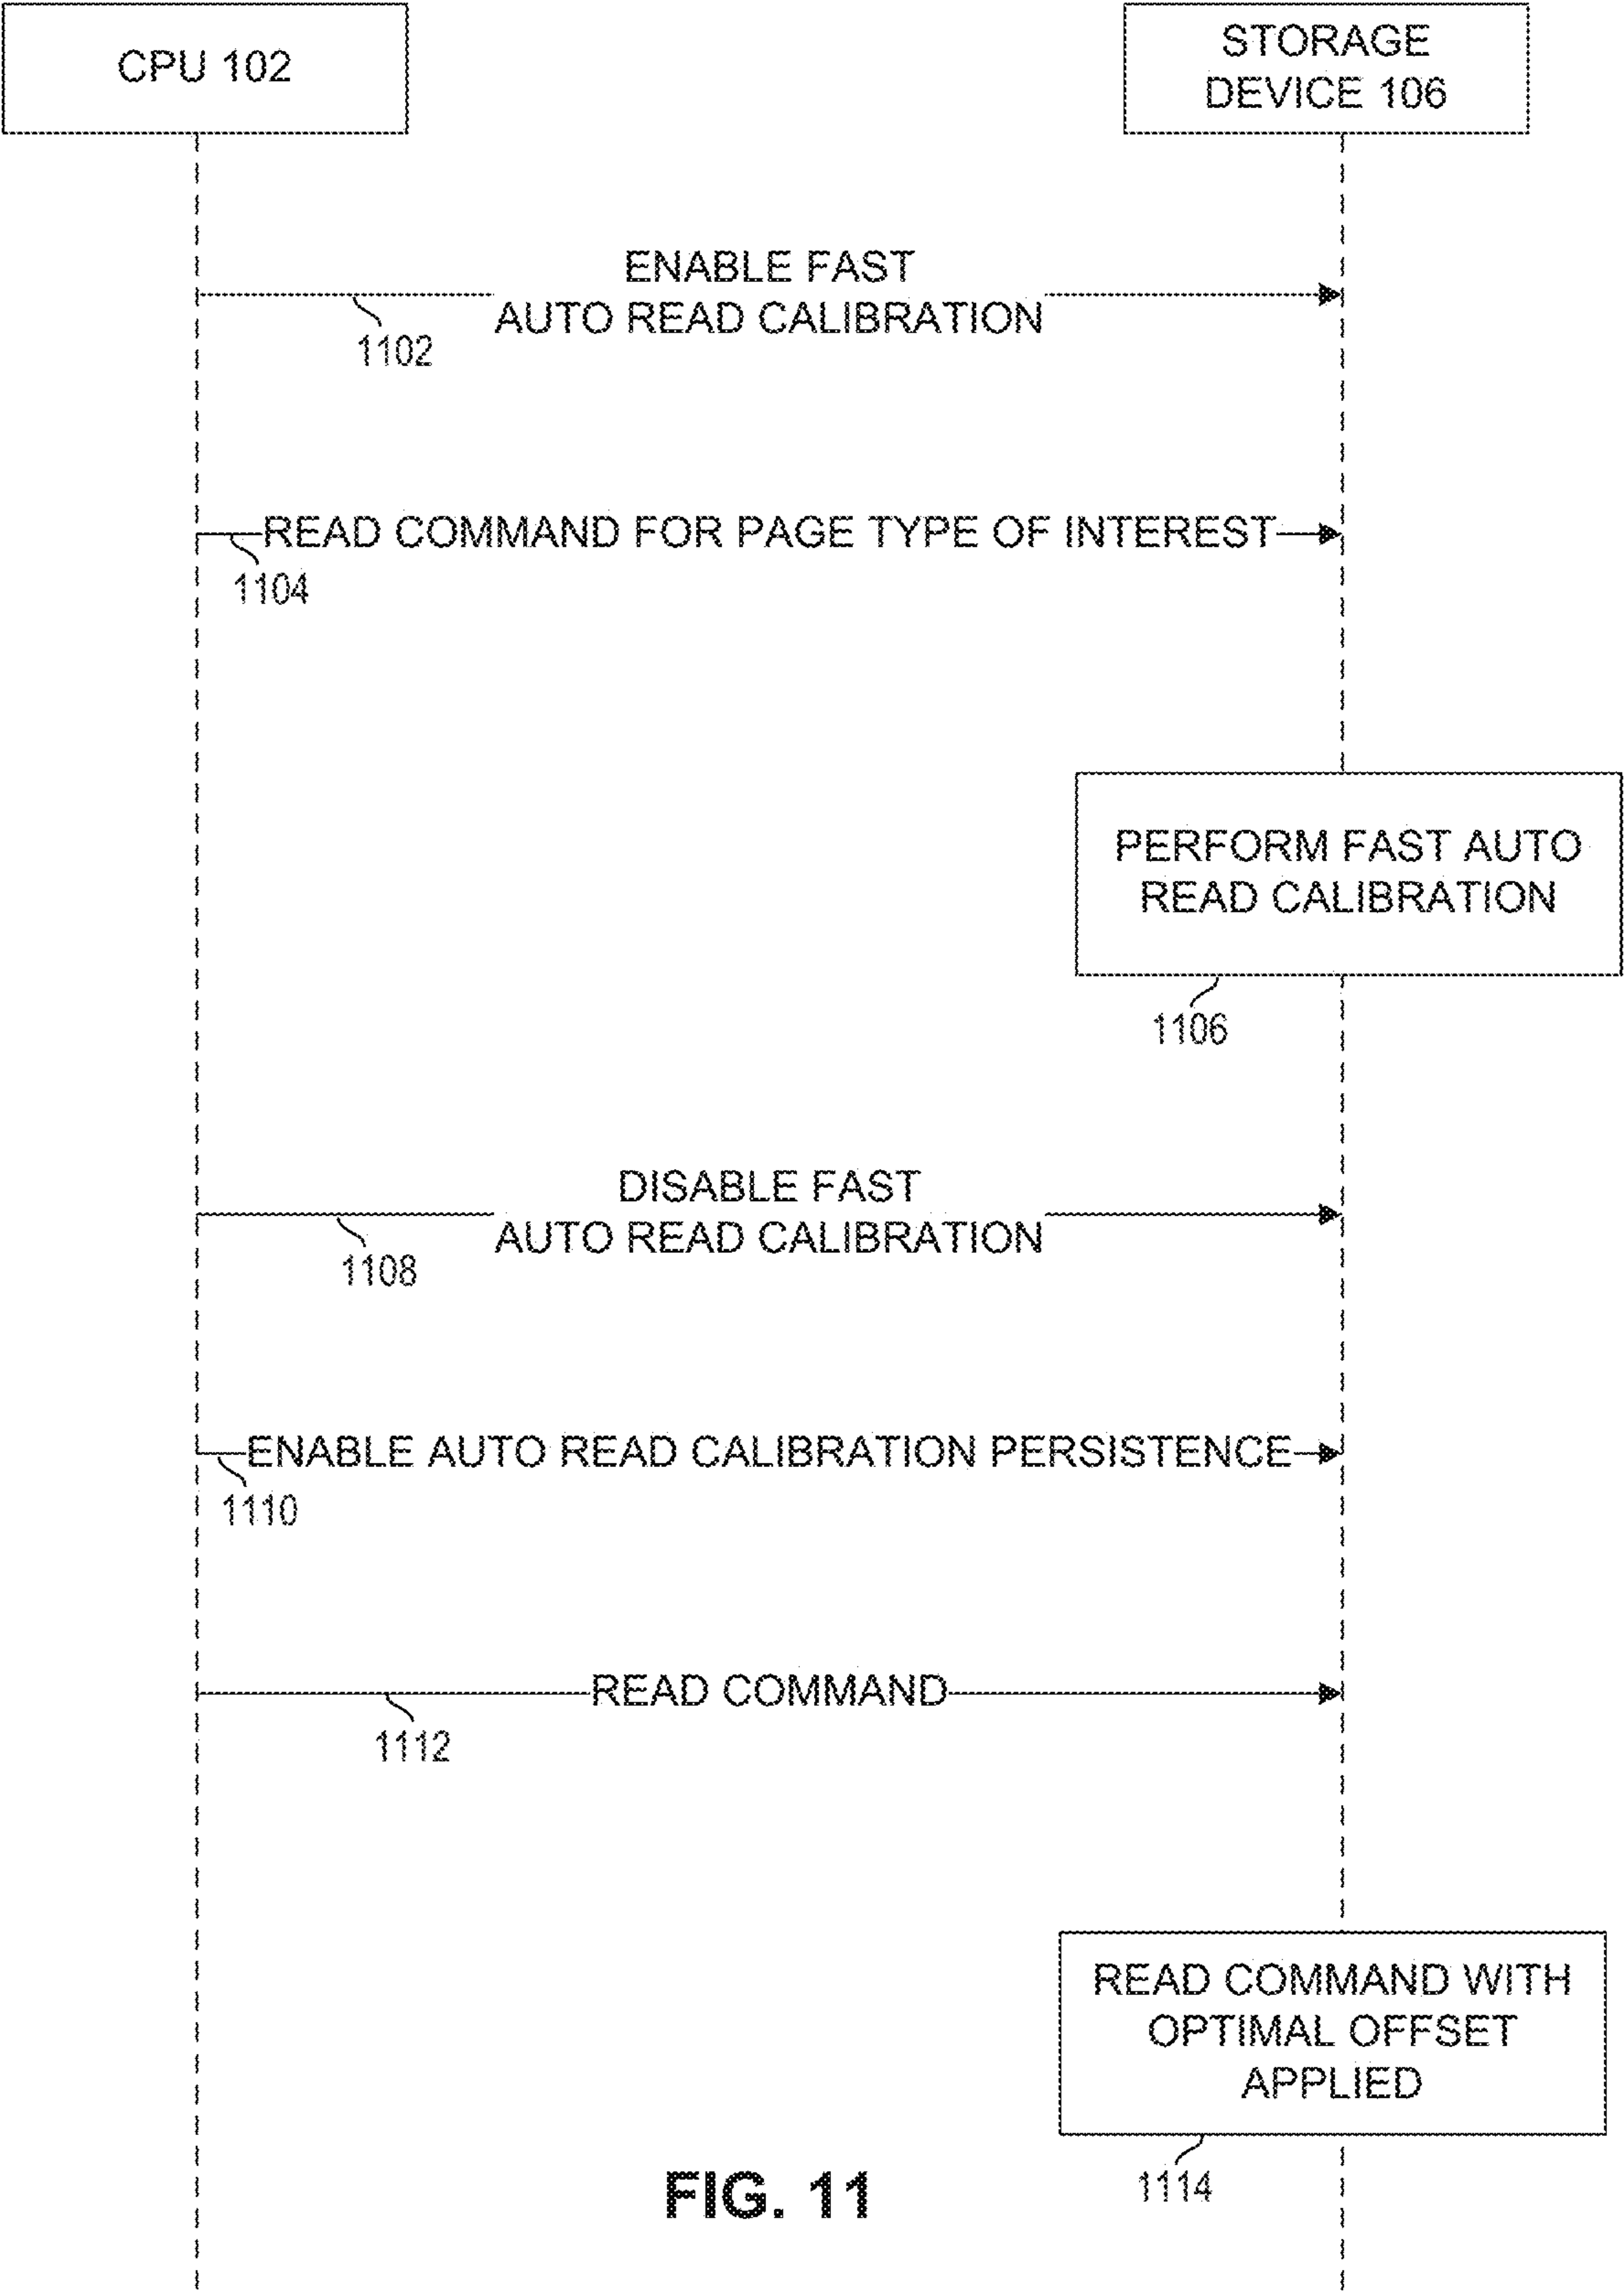 CPU 102
STORAGE
DEVICE 106
ENABLE FAST
AUTO READ CALIBRATION
1102
READ COMMAND FOR PAGE TYPE OF INTEREST
1104
PERFORM FAST AUTO
READ CALIBRATION
1106
DISABLE FAST
AUTO READ CALIBRATION
1108
ENABLE AUTO READ CALIBRATION PERSISTENCE
1110
READ COMMAND
1112
READ COMMAND WITH
OPTIMAL OFFSET
APPLIED
1114
FIG. 11